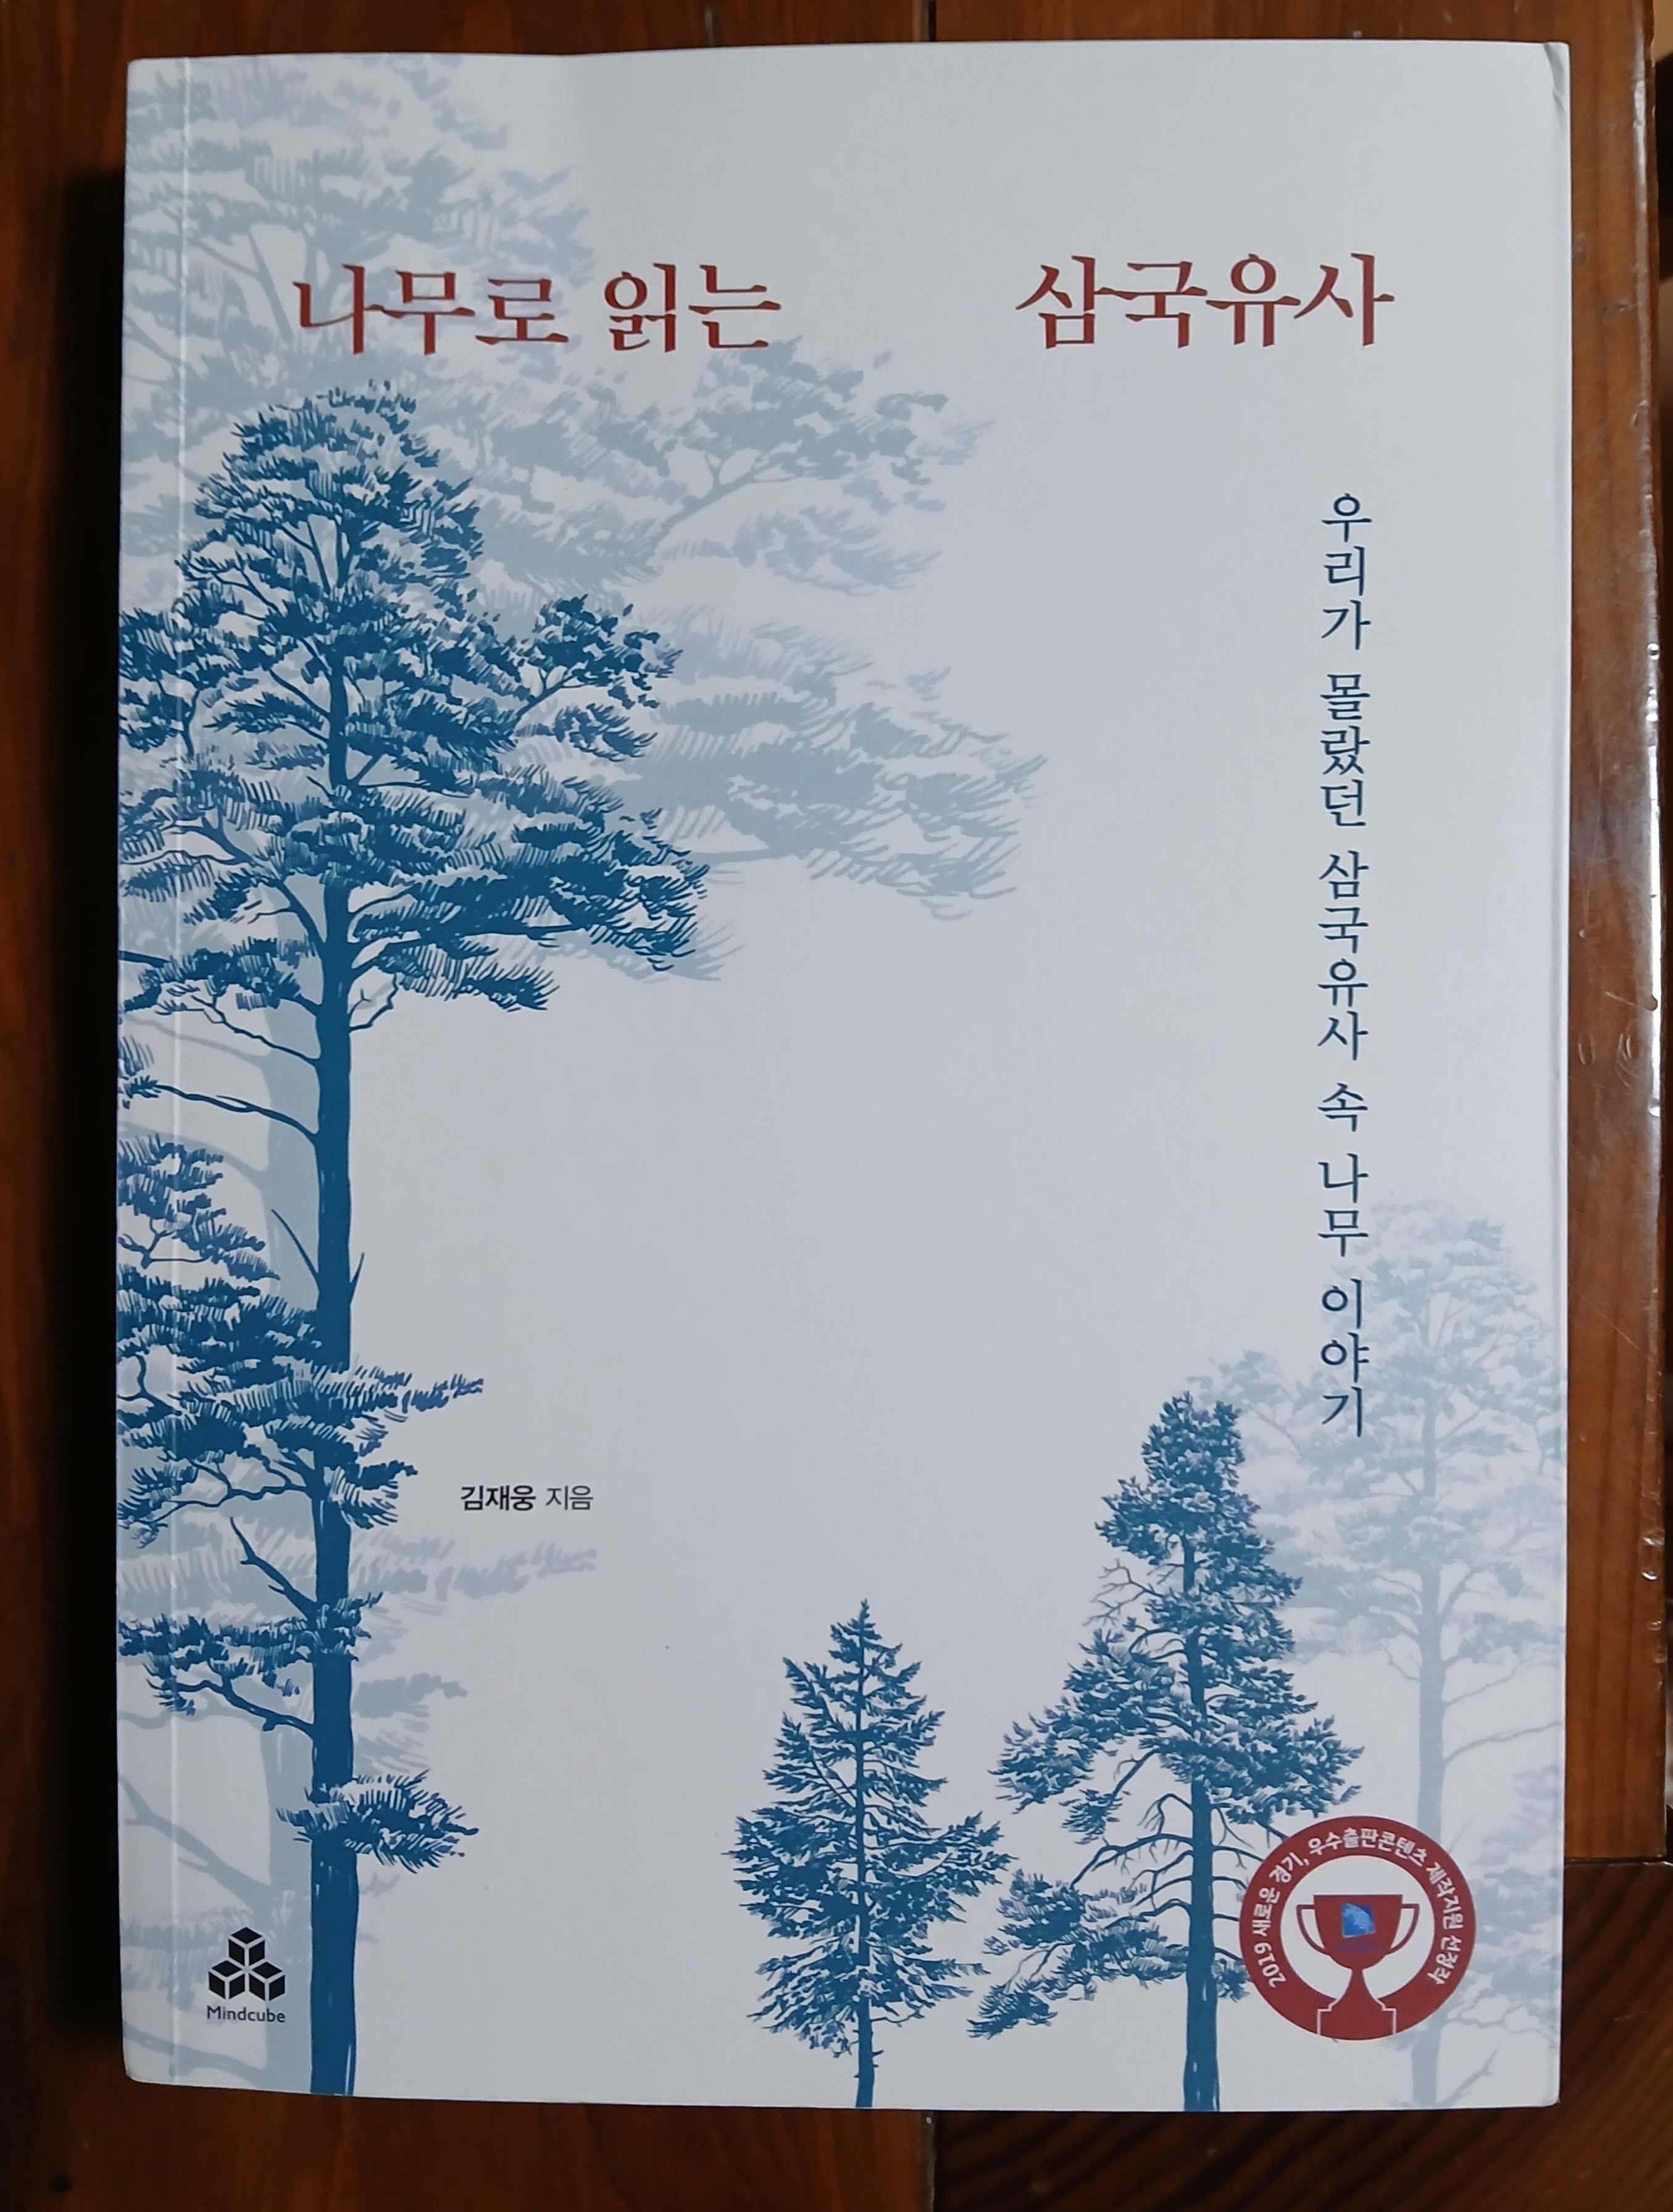 나무로 읽는 삼국유사
우리가 몰랐던 삼국유사 속 나무 이야기
김재웅 지음
2019 새로운 경기, 우수출판콘텐츠 제작지원 선정작
Mindcube